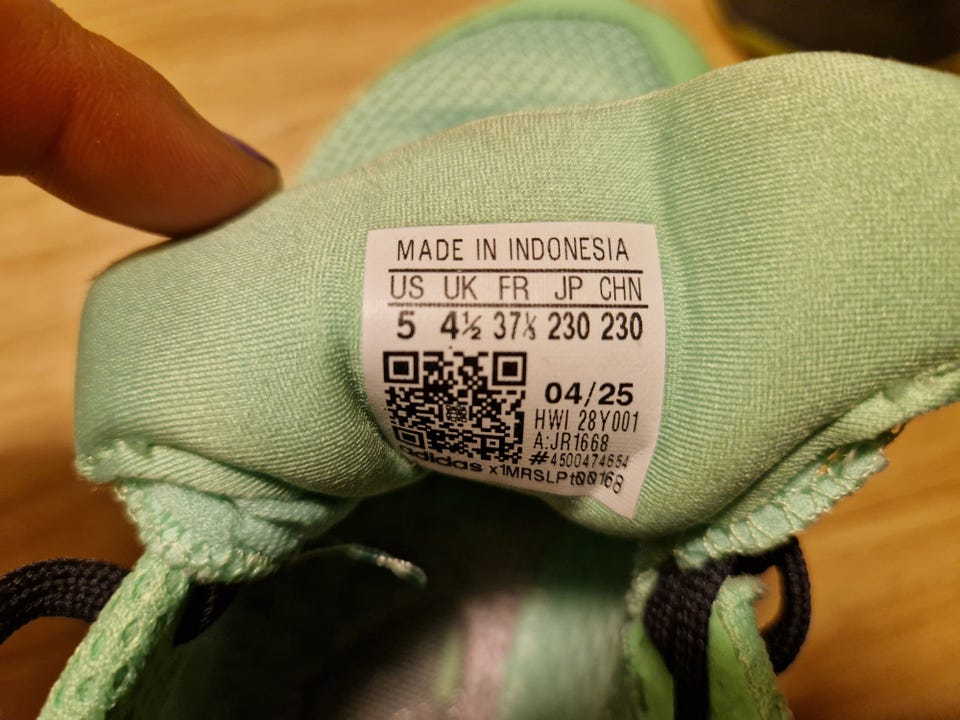 MADE IN INDONESIA
US UK FR JP CHN
5 4½ 37⅓ 230 230
04/25
HWI 28Y001
A:JR1668
#4500474654
adidas x1MRSLPt00168